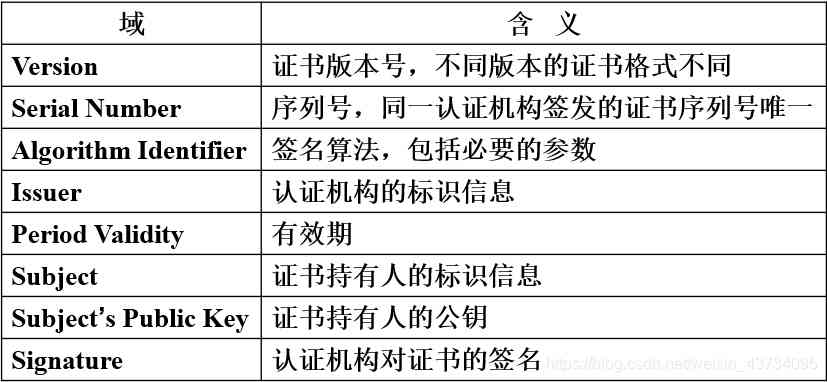 域 含 义
Version 证书版本号，不同版本的证书格式不同
Serial Number 序列号，同一认证机构签发的证书序列号唯一
Algorithm Identifier 签名算法，包括必要的参数
Issuer 认证机构的标识信息
Period Validity 有效期
Subject 证书持有人的标识信息
Subject’s Public Key 证书持有人的公钥
Signature 认证机构对证书的签名 https://blog.csdn.net/weixin_43734095